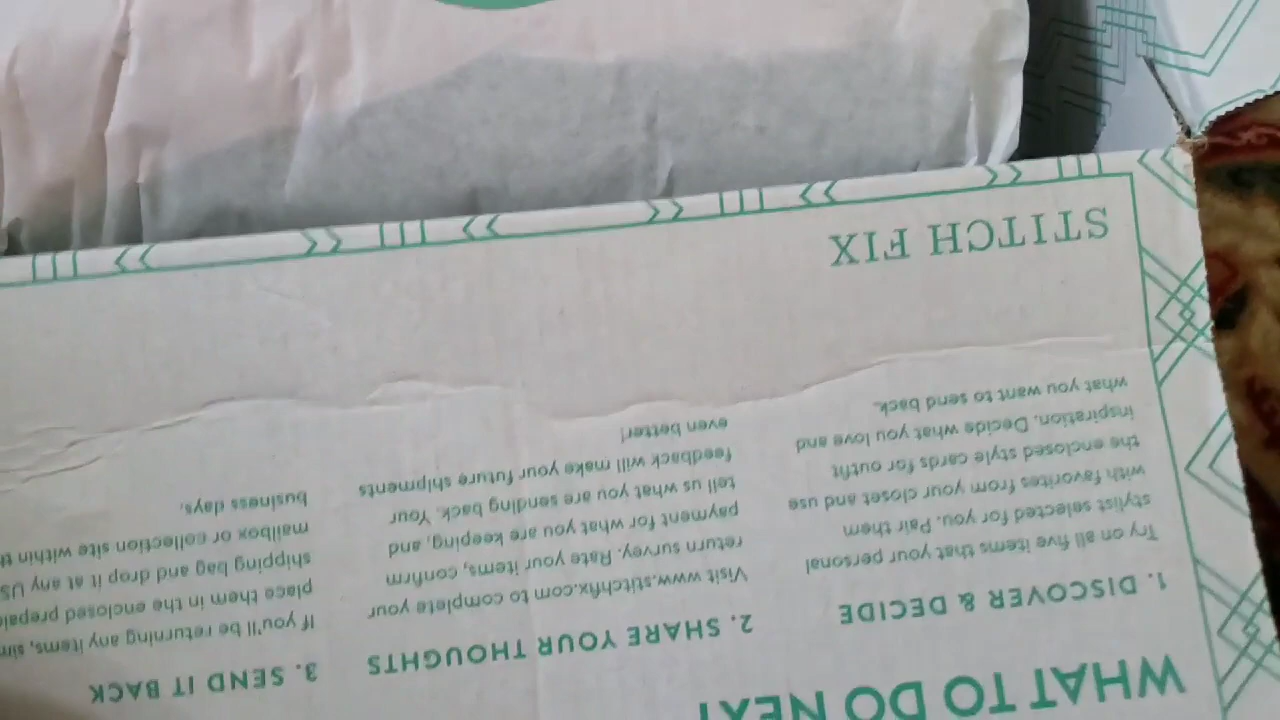 WHAT TO DO NEXT
1. DISCOVER & DECIDE
Try on all five items that your personal
stylist selected for you. Pair them
with favorites from your closet and use
the enclosed style cards for outfit
inspiration. Decide what you love and
what you want to send back.
2. SHARE YOUR THOUGHTS
Visit www.stitchfix.com to complete your
return survey. Rate your items, confirm
payment for what you are keeping, and
tell us what you are sending back. Your
feedback will make your future shipments
even better!
3. SEND IT BACK
If you'll be returning any items,
place them in the enclosed
shipping bag and drop it at any US
mailbox or collection site within
business days.
STITCH FIX